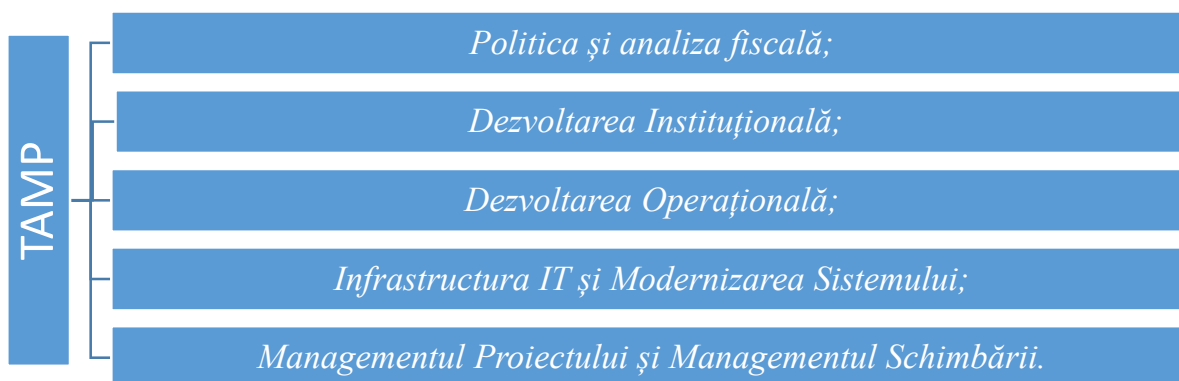 TAMP
Politica și analiza fiscală;
Dezvoltarea Instituțională;
Dezvoltarea Operațională;
Infrastructura IT și Modernizarea Sistemului;
Managementul Proiectului și Managementul Schimbării.